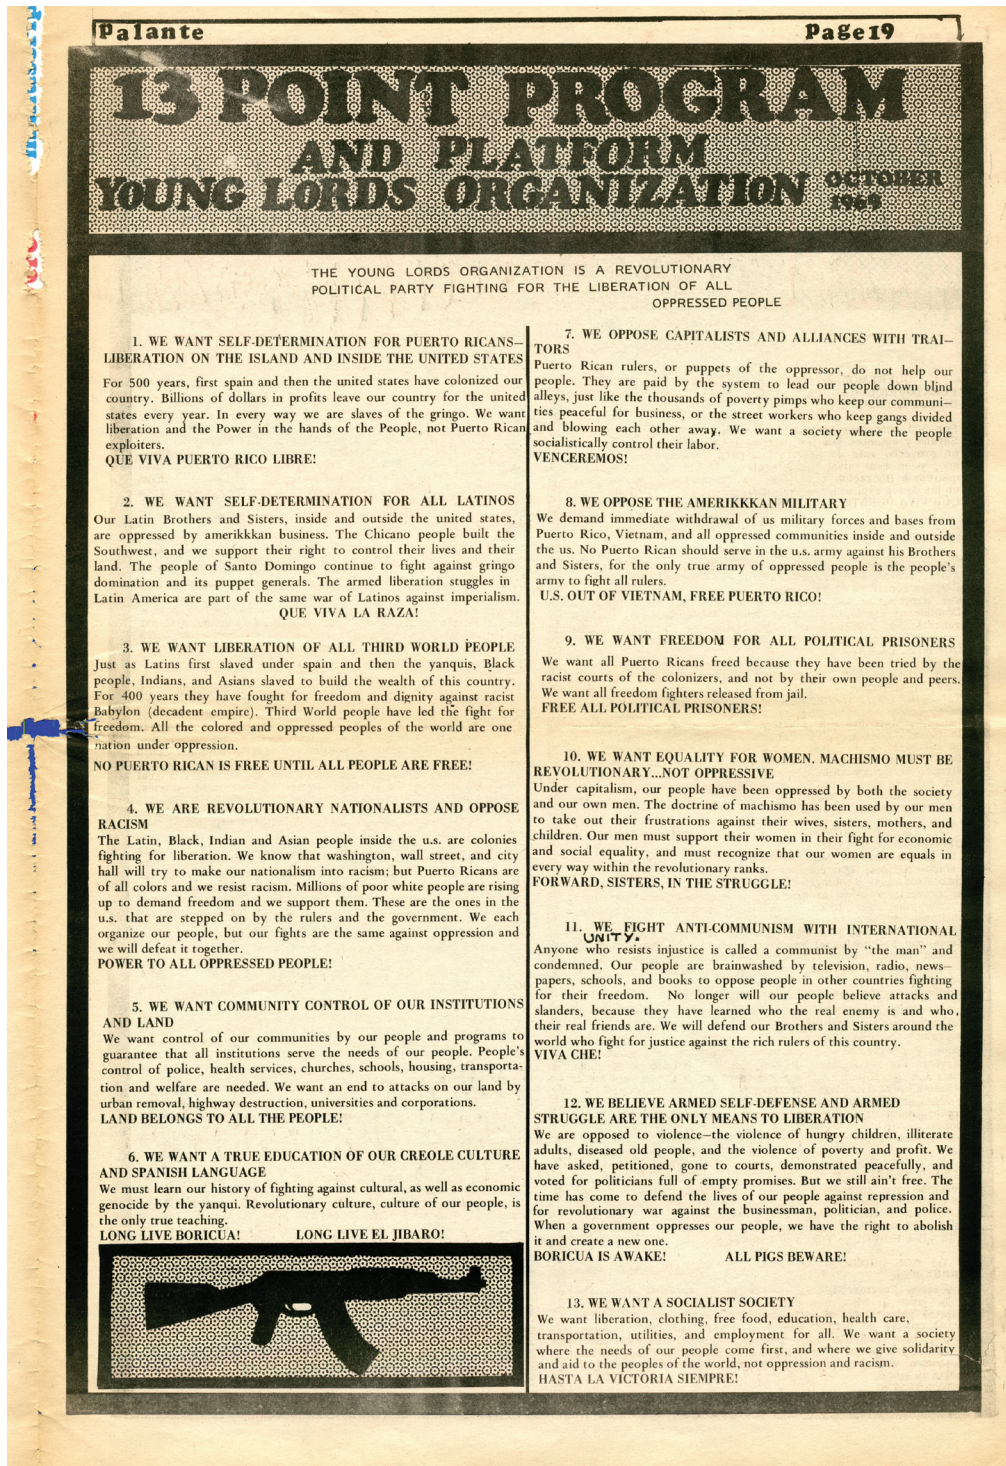 Palante
Page19
13 POINT PROGRAM
AND PLATFORM
YOUNG LORDS ORGANIZATION OCTOBER
1969
THE YOUNG LORDS ORGANIZATION IS A REVOLUTIONARY
POLITICAL PARTY FIGHTING FOR THE LIBERATION OF ALL
OPPRESSED PEOPLE
1. WE WANT SELF-DETERMINATION FOR PUERTO RICANS—
LIBERATION ON THE ISLAND AND INSIDE THE UNITED STATES
For 500 years, first spain and then the united states have colonized our
country. Billions of dollars in profits leave our country for the united
states every year. In every way we are slaves of the gringo. We want
liberation and the Power in the hands of the People, not Puerto Rican
exploiters.
QUE VIVA PUERTO RICO LIBRE!
2. WE WANT SELF-DETERMINATION FOR ALL LATINOS
Our Latin Brothers and Sisters, inside and outside the united states,
are oppressed by amerikkkan business. The Chicano people built the
Southwest, and we support their right to control their lives and their
land. The people of Santo Domingo continue to fight against gringo
domination and its puppet generals. The armed liberation stuggles in
Latin America are part of the same war of Latinos against imperialism.
QUE VIVA LA RAZA!
3. WE WANT LIBERATION OF ALL THIRD WORLD PEOPLE
Just as Latins first slaved under spain and then the yanquis, Black
people, Indians, and Asians slaved to build the wealth of this country.
For 400 years they have fought for freedom and dignity against racist
Babylon (decadent empire). Third World people have led the fight for
freedom. All the colored and oppressed peoples of the world are one
nation under oppression.
NO PUERTO RICAN IS FREE UNTIL ALL PEOPLE ARE FREE!
4. WE ARE REVOLUTIONARY NATIONALISTS AND OPPOSE
RACISM
The Latin, Black, Indian and Asian people inside the u.s. are colonies
fighting for liberation. We know that washington, wall street, and city
hall will try to make our nationalism into racism; but Puerto Ricans are
of all colors and we resist racism. Millions of poor white people are rising
up to demand freedom and we support them. These are the ones in the
u.s. that are stepped on by the rulers and the government. We each
organize our people, but our fights are the same against oppression and
we will defeat it together.
POWER TO ALL OPPRESSED PEOPLE!
5. WE WANT COMMUNITY CONTROL OF OUR INSTITUTIONS
AND LAND
We want control of our communities by our people and programs to
guarantee that all institutions serve the needs of our people. People's
control of police, health services, churches, schools, housing, transporta-
tion and welfare are needed. We want an end to attacks on our land by
urban removal, highway destruction, universities and corporations.
LAND BELONGS TO ALL THE PEOPLE!
6. WE WANT A TRUE EDUCATION OF OUR CREOLE CULTURE
AND SPANISH LANGUAGE
We must learn our history of fighting against cultural, as well as economic
genocide by the yanqui. Revolutionary culture, culture of our people, is
the only true teaching.
LONG LIVE BORICUA! LONG LIVE EL JIBARO!
7. WE OPPOSE CAPITALISTS AND ALLIANCES WITH TRAI—
TORS
Puerto Rican rulers, or puppets of the oppressor, do not help our
people. They are paid by the system to lead our people down blind
alleys, just like the thousands of poverty pimps who keep our communi—
ties peaceful for business, or the street workers who keep gangs divided
and blowing each other away. We want a society where the people
socialistically control their labor.
VENCEREMOS!
8. WE OPPOSE THE AMERIKKKAN MILITARY
We demand immediate withdrawal of us military forces and bases from
Puerto Rico, Vietnam, and all oppressed communities inside and outside
the us. No Puerto Rican should serve in the u.s. army against his Brothers
and Sisters, for the only true army of oppressed people is the people's
army to fight all rulers.
U.S. OUT OF VIETNAM, FREE PUERTO RICO!
9. WE WANT FREEDOM FOR ALL POLITICAL PRISONERS
We want all Puerto Ricans freed because they have been tried by the
racist courts of the colonizers, and not by their own people and peers.
We want all freedom fighters released from jail.
FREE ALL POLITICAL PRISONERS!
10. WE WANT EQUALITY FOR WOMEN. MACHISMO MUST BE
REVOLUTIONARY...NOT OPPRESSIVE
Under capitalism, our people have been oppressed by both the society
and our own men. The doctrine of machismo has been used by our men
to take out their frustrations against their wives, sisters, mothers, and
children. Our men must support their women in their fight for economic
and social equality, and must recognize that our women are equals in
every way within the revolutionary ranks.
FORWARD, SISTERS, IN THE STRUGGLE!
11. WE FIGHT ANTI-COMMUNISM WITH INTERNATIONAL
UNITY.
Anyone who resists injustice is called a communist by "the man" and
condemned. Our people are brainwashed by television, radio, news—
papers, schools, and books to oppose people in other countries fighting
for their freedom. No longer will our people believe attacks and
slanders, because they have learned who the real enemy is and who,
their real friends are. We will defend our Brothers and Sisters around the
world who fight for justice against the rich rulers of this country.
VIVA CHE!
12. WE BELIEVE ARMED SELF-DEFENSE AND ARMED
STRUGGLE ARE THE ONLY MEANS TO LIBERATION
We are opposed to violence—the violence of hungry children, illiterate
adults, diseased old people, and the violence of poverty and profit. We
have asked, petitioned, gone to courts, demonstrated peacefully, and
voted for politicians full of empty promises. But we still ain't free. The
time has come to defend the lives of our people against repression and
for revolutionary war against the businessman, politician, and police.
When a government oppresses our people, we have the right to abolish
it and create a new one.
BORICUA IS AWAKE! ALL PIGS BEWARE!
13. WE WANT A SOCIALIST SOCIETY
We want liberation, clothing, free food, education, health care,
transportation, utilities, and employment for all. We want a society
where the needs of our people come first, and where we give solidarity
and aid to the peoples of the world, not oppression and racism.
HASTA LA VICTORIA SIEMPRE!